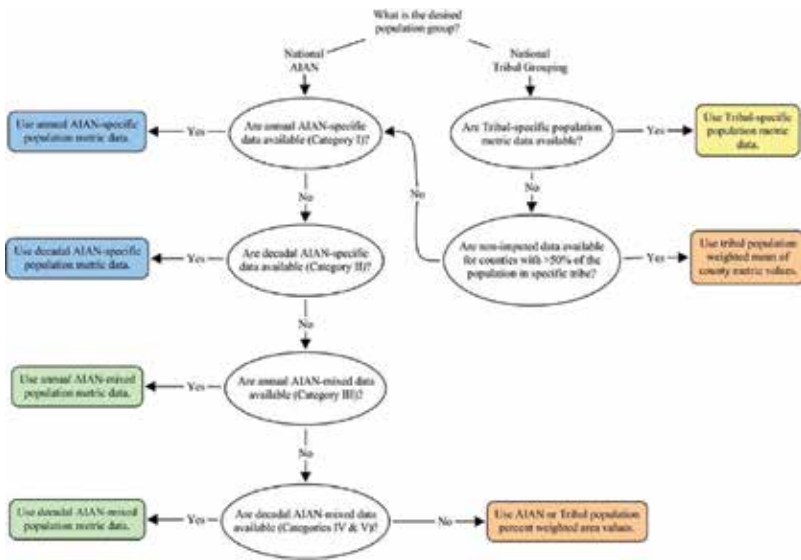 What is the desired
population group?
National
AIAN
National
Tribal Grouping
Use annual AIAN-specific
population metric data.
Yes
Are annual AIAN-specific
data available (Category I)?
Are Tribal-specific population
metric data available?
Yes
Use Tribal-specific
population metric
data.
No
No
No
Use decadal AIAN-specific
population metric data.
Yes
Are decadal AIAN-specific
data available (Category II)?
Are non-imputed data available
for counties with >50% of the
population in specific tribe?
Yes
Use tribal population
weighted mean of
county metric values.
No
Use annual AIAN-mixed
population metric data.
Yes
Are annual AIAN-mixed data
available (Category III)?
No
Use decadal AIAN-mixed
population metric data.
Yes
Are decadal AIAN-mixed data
available (Categories IV & V)?
No
Use AIAN or Tribal population
percent weighted area values.